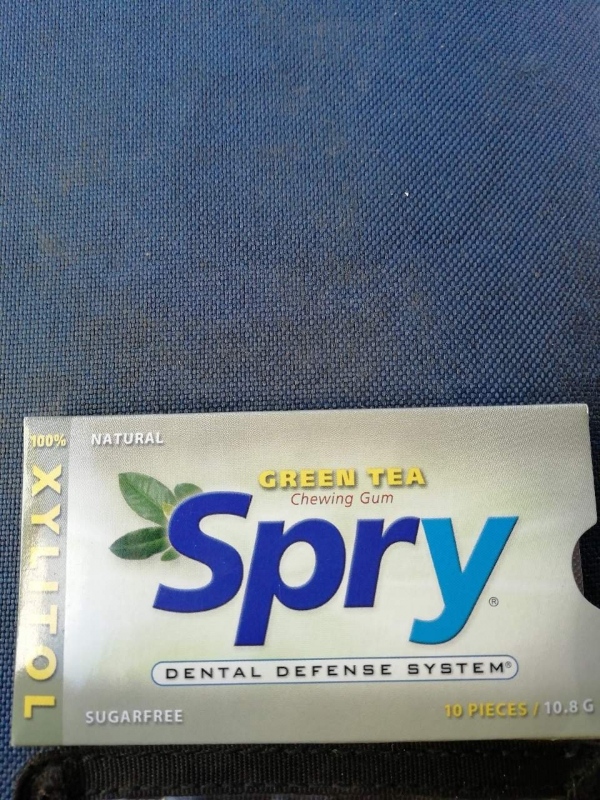 100% NATURAL
XYLITOL
GREEN TEA
Chewing Gum
Spry®
DENTAL DEFENSE SYSTEM®
SUGARFREE
10 PIECES / 10.8 G